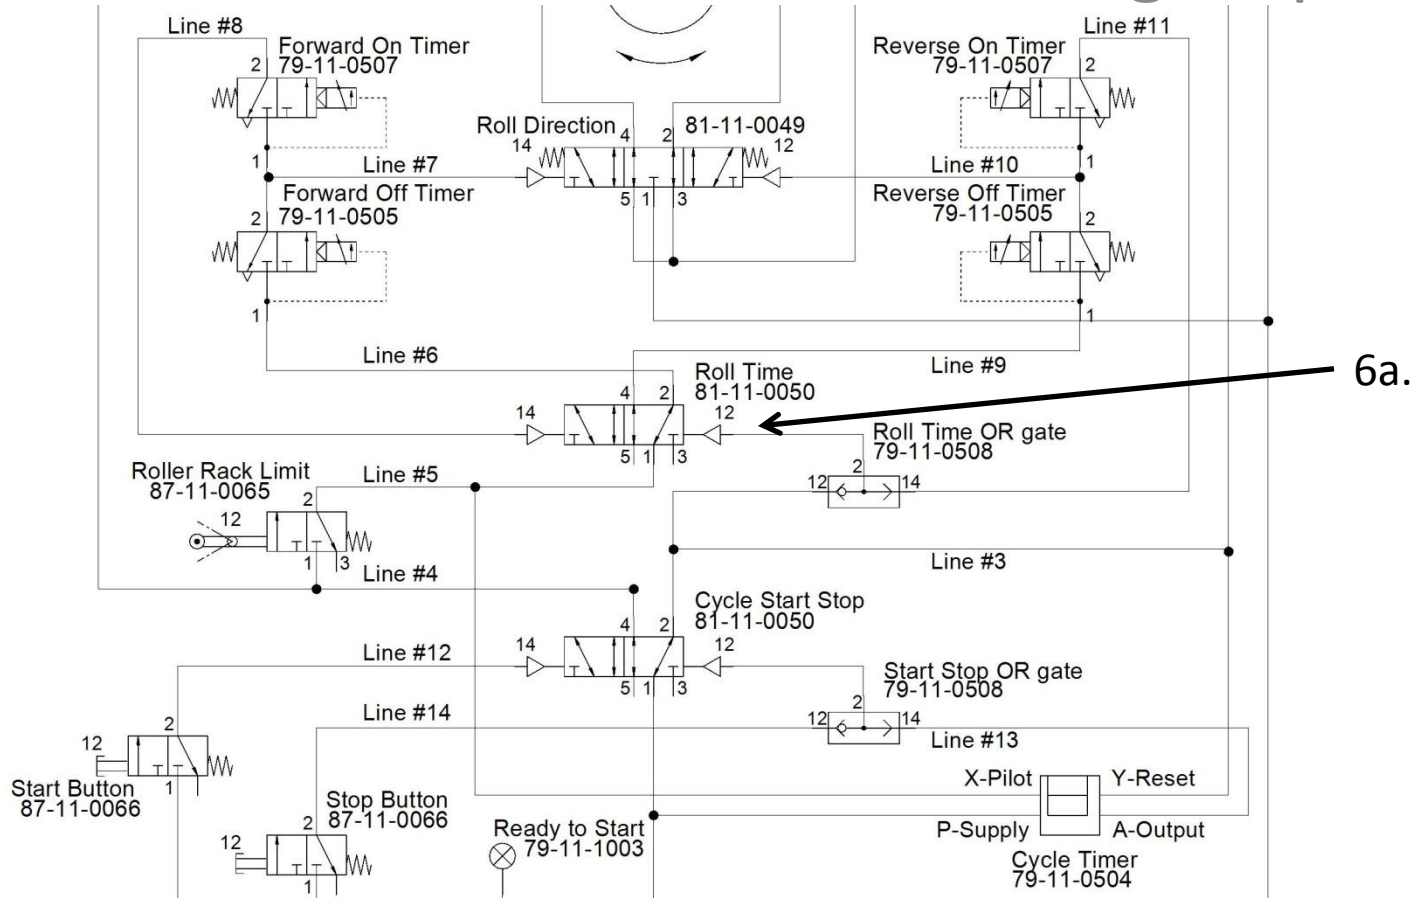 Line #8
Line #11
Forward On Timer
79-11-0507
Reverse On Timer
79-11-0507
2
2
Roll Direction
81-11-0049
4
2
14
12
1
Line #7
Line #10
1
Forward Off Timer
79-11-0505
Reverse Off Timer
79-11-0505
2
5 1 3
2
1
1
Line #6
Line #9
Roll Time
81-11-0050
6a.
4
2
14
12
Roll Time OR gate
79-11-0508
5 1 3
2
12
14
Roller Rack Limit
87-11-0065
Line #5
2
12
1
3
Line #3
Line #4
Cycle Start Stop
81-11-0050
4
2
14
12
Line #12
Start Stop OR gate
79-11-0508
5 1 3
2
12
14
Line #14
Line #13
2
12
1
Start Button
87-11-0066
X-Pilot
Y-Reset
Stop Button
87-11-0066
2
12
1
Ready to Start
79-11-1003
P-Supply
A-Output
Cycle Timer
79-11-0504